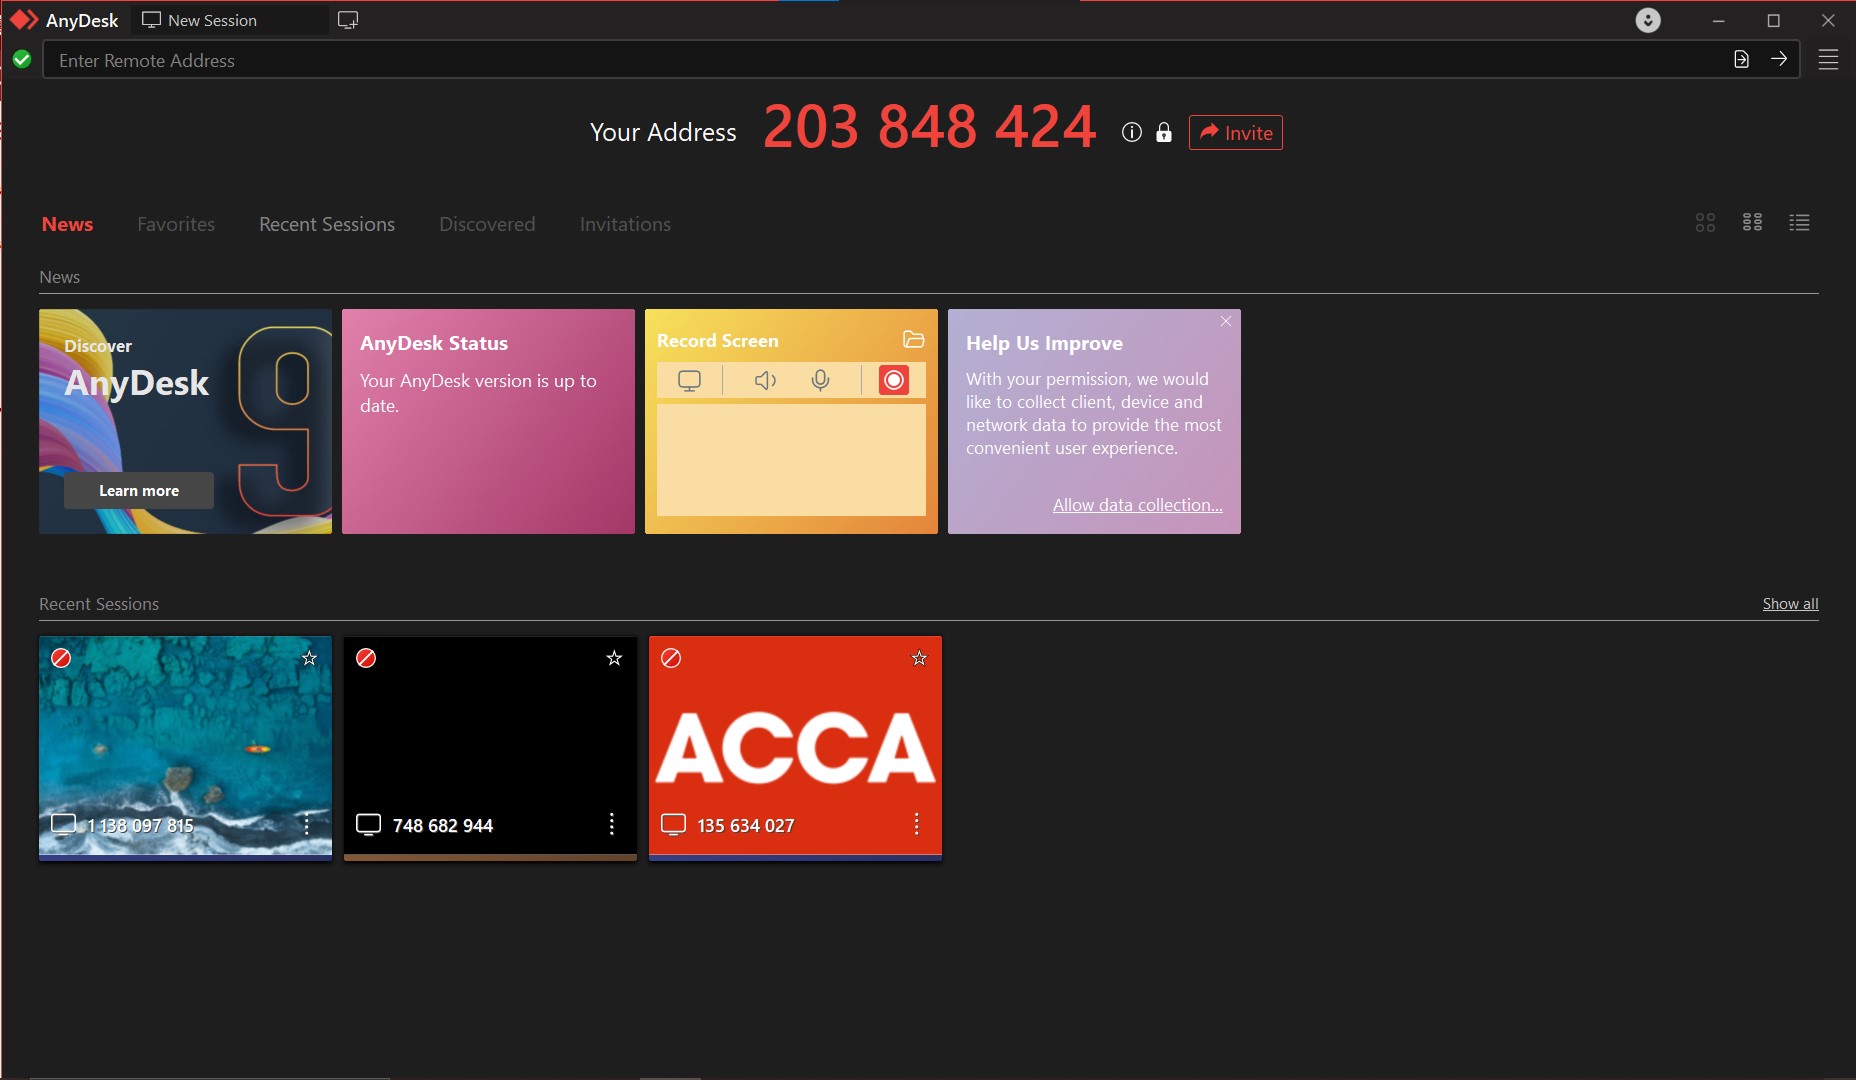 AnyDesk
New Session
Enter Remote Address
Your Address
203 848 424
Invite
News
Favorites
Recent Sessions
Discovered
Invitations
News
Discover
AnyDesk
9
Learn more
AnyDesk Status
Your AnyDesk version is up to
date.
Record Screen
Help Us Improve
With your permission, we would
like to collect client, device and
network data to provide the most
convenient user experience.
Allow data collection...
Recent Sessions
Show all
1 138 097 815
748 682 944
ACCA
135 634 027